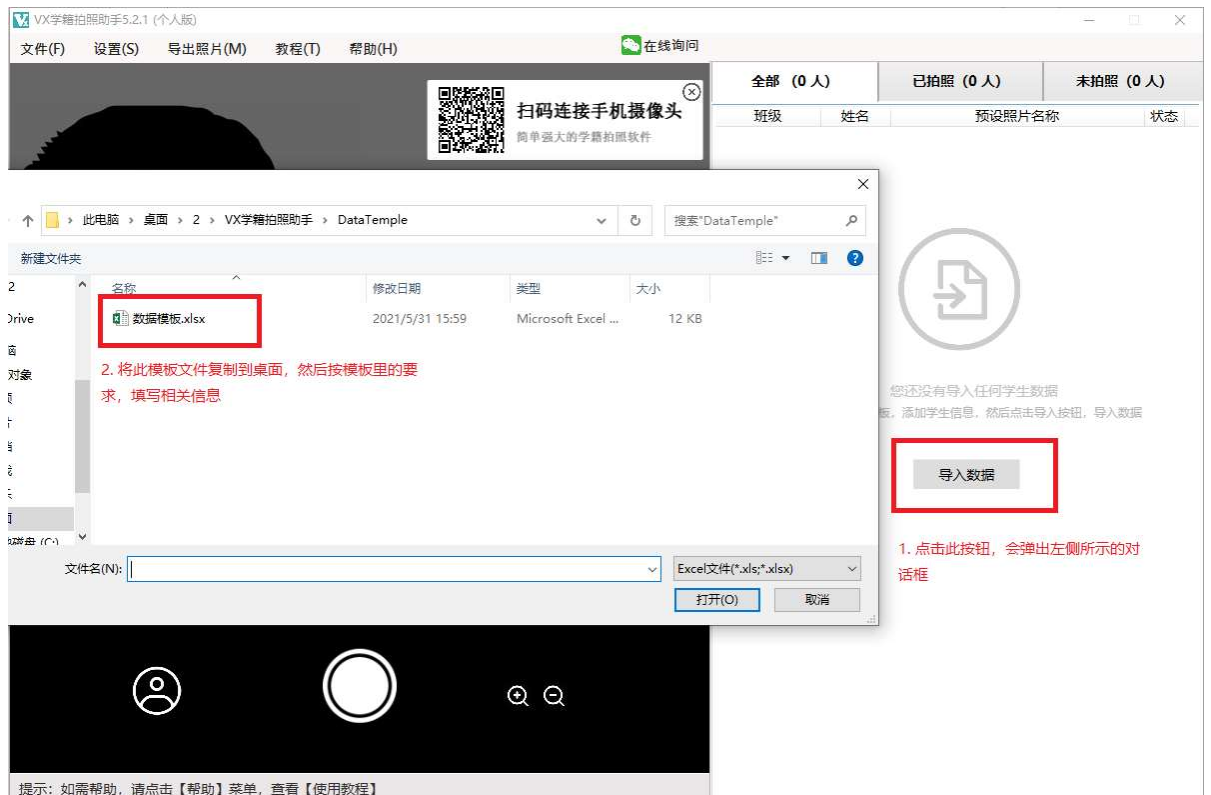 VX学籍拍照助手5.2.1 (个人版)
文件(F) 设置(S) 导出照片(M) 教程(T) 帮助(H) 在线询问
扫码连接手机摄像头
简单强大的学籍拍照软件
全部 (0 人) 已拍照 (0 人) 未拍照 (0 人)
班级 姓名 预设照片名称 状态
此电脑 › 桌面 › 2 › VX学籍拍照助手 › DataTemple 搜索"DataTemple"
新建文件夹
名称 修改日期 类型 大小
2
Drive
对象
数据模板.xlsx 2021/5/31 15:59 Microsoft Excel ... 12 KB
2. 将此模板文件复制到桌面，然后按模板里的要
求，填写相关信息
(C:)
文件名(N): Excel文件(*.xls;*.xlsx)
打开(O) 取消
您还没有导入任何学生数据
添加学生信息，然后点击导入按钮，导入数据
导入数据
1. 点击此按钮，会弹出左侧所示的对
话框
提示：如需帮助，请点击【帮助】菜单，查看【使用教程】